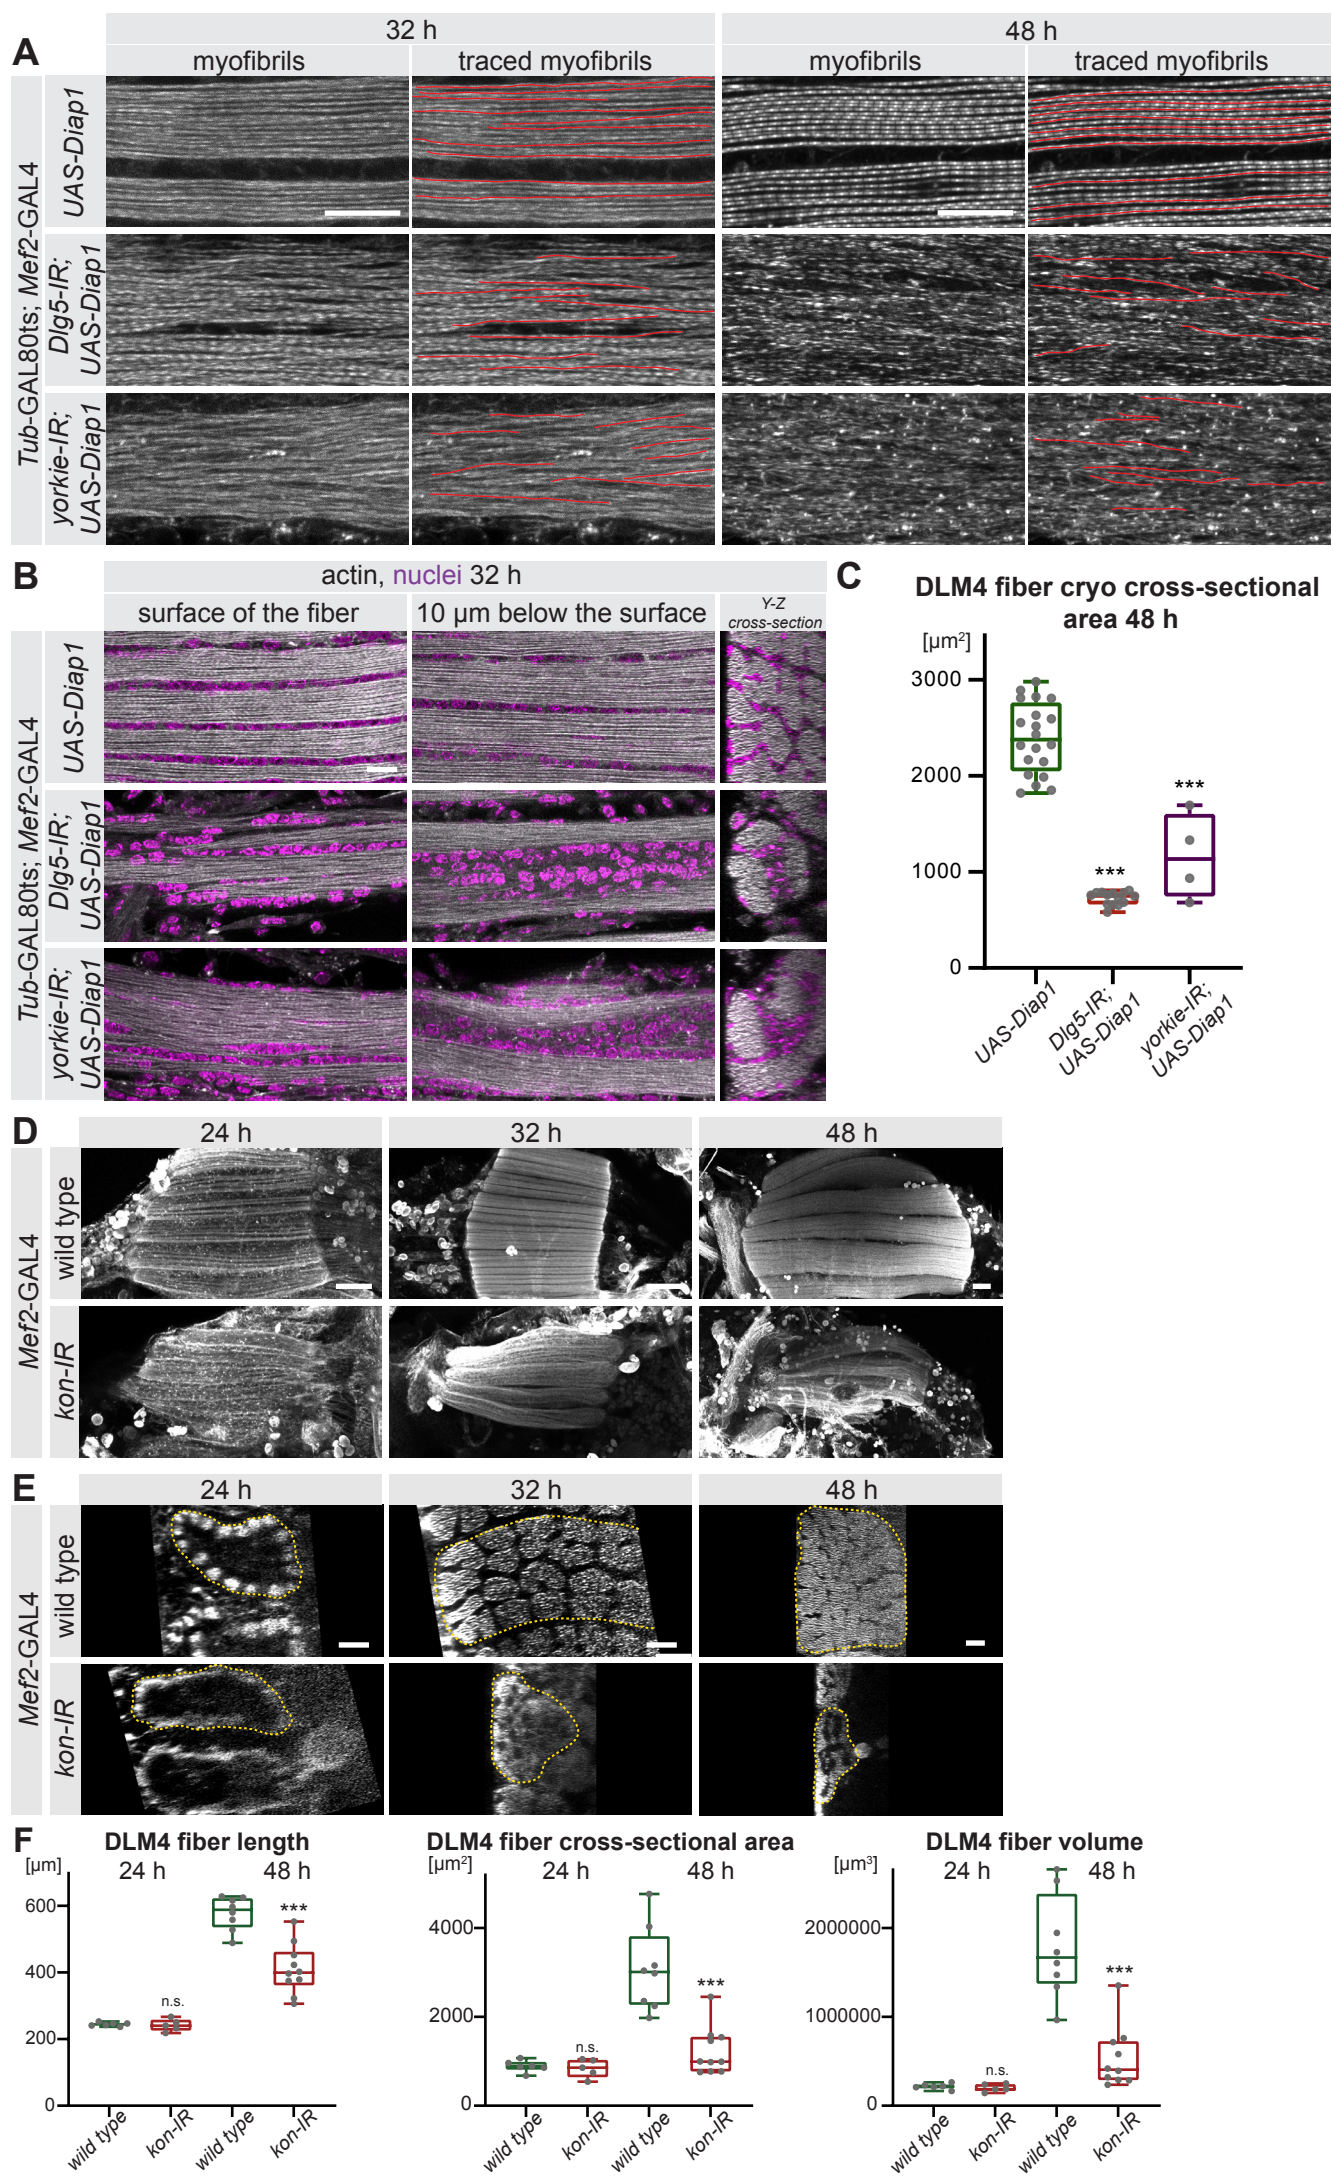 A
32 h
48 h
myofibrils
traced myofibrils
myofibrils
traced myofibrils
Tub-GAL80ts; Mef2-GAL4
UAS-Diap1
Dlg5-IR;
UAS-Diap1
yorkie-IR;
UAS-Diap1
B
actin, nuclei 32 h
surface of the fiber
10 µm below the surface
Y-Z
cross-section
Tub-GAL80ts; Mef2-GAL4
UAS-Diap1
Dlg5-IR;
UAS-Diap1
yorkie-IR;
UAS-Diap1
C
DLM4 fiber cryo cross-sectional
area 48 h
[µm²]
3000
2000
1000
0
***
***
UAS-Diap1
Dlg5-IR;
UAS-Diap1
yorkie-IR;
UAS-Diap1
D
24 h
32 h
48 h
Mef2-GAL4
wild type
kon-IR
E
24 h
32 h
48 h
Mef2-GAL4
wild type
kon-IR
F
DLM4 fiber length
[µm]
24 h
48 h
600
400
200
0
n.s.
***
wild type
kon-IR
wild type
kon-IR
DLM4 fiber cross-sectional area
[µm²]
24 h
48 h
4000
2000
0
n.s.
***
wild type
kon-IR
wild type
kon-IR
DLM4 fiber volume
[µm³]
24 h
48 h
2000000
1000000
0
n.s.
***
wild type
kon-IR
wild type
kon-IR